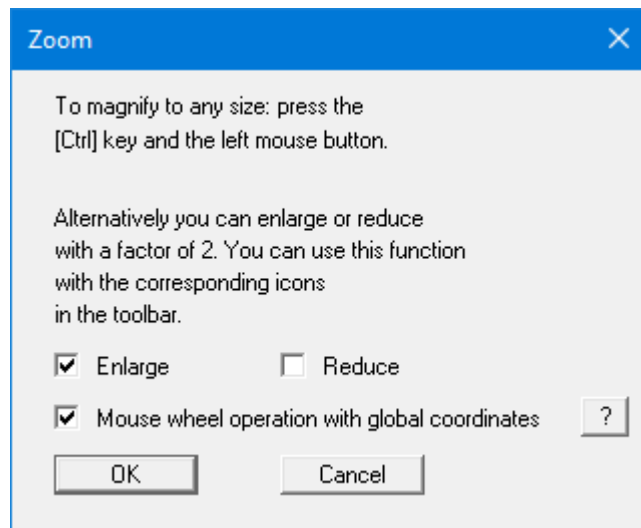 Zoom
To magnify to any size: press the
[Ctrl] key and the left mouse button.
Alternatively you can enlarge or reduce
with a factor of 2. You can use this function
with the corresponding icons
in the toolbar.
Enlarge Reduce
Mouse wheel operation with global coordinates ?
OK Cancel